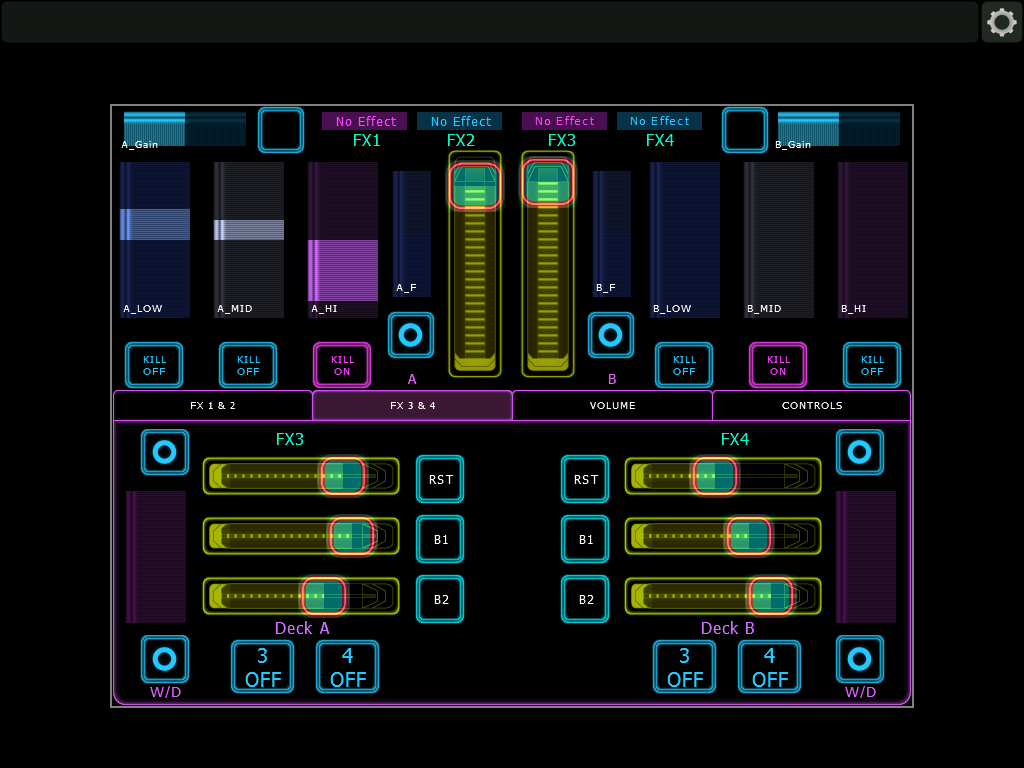 No Effect No Effect No Effect No Effect
A_Gain FX1 FX2 FX3 FX4 B_Gain
A_F B_F
A_LOW A_MID A_HI B_LOW B_MID B_HI
KILL OFF
KILL OFF
KILL ON
A
B
KILL OFF
KILL ON
KILL OFF
FX 1 & 2 FX 3 & 4 VOLUME CONTROLS
FX3 FX4
RST RST
B1 B1
B2 B2
Deck A Deck B
3 4 3 4
OFF OFF OFF OFF
W/D W/D